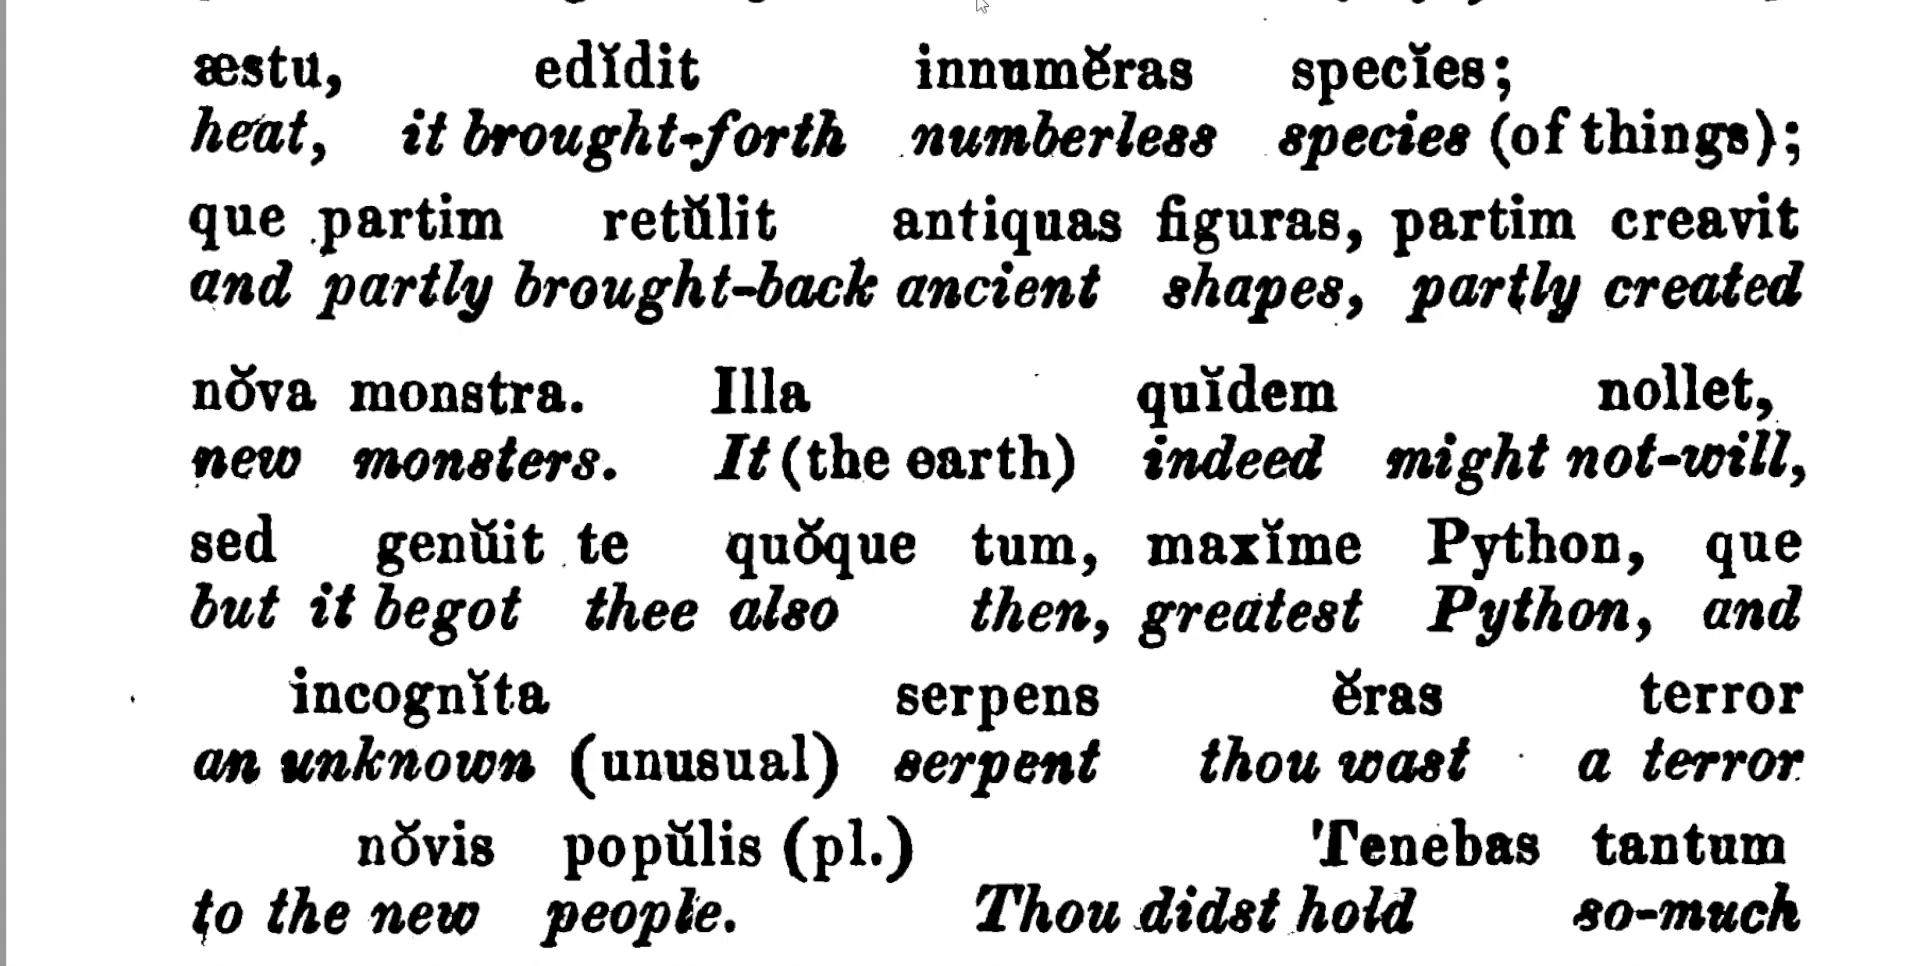 æstu, edĭdit innumĕras specĭes;
heat, it brought-forth numberless species (of things);
que partim retŭlit antiquas figuras, partim creavit
and partly brought-back ancient shapes, partly created
nŏva monstra. Illa quĭdem nollet,
new monsters. It (the earth) indeed might not-will,
sed genŭit te quŏque tum, maxĭme Python, que
but it begot thee also then, greatest Python, and
incognĭta serpens ĕras terror
an unknown (unusual) serpent thou wast a terror
nŏvis popŭlis (pl.) Tenebas tantum
to the new people. Thou didst hold so-much